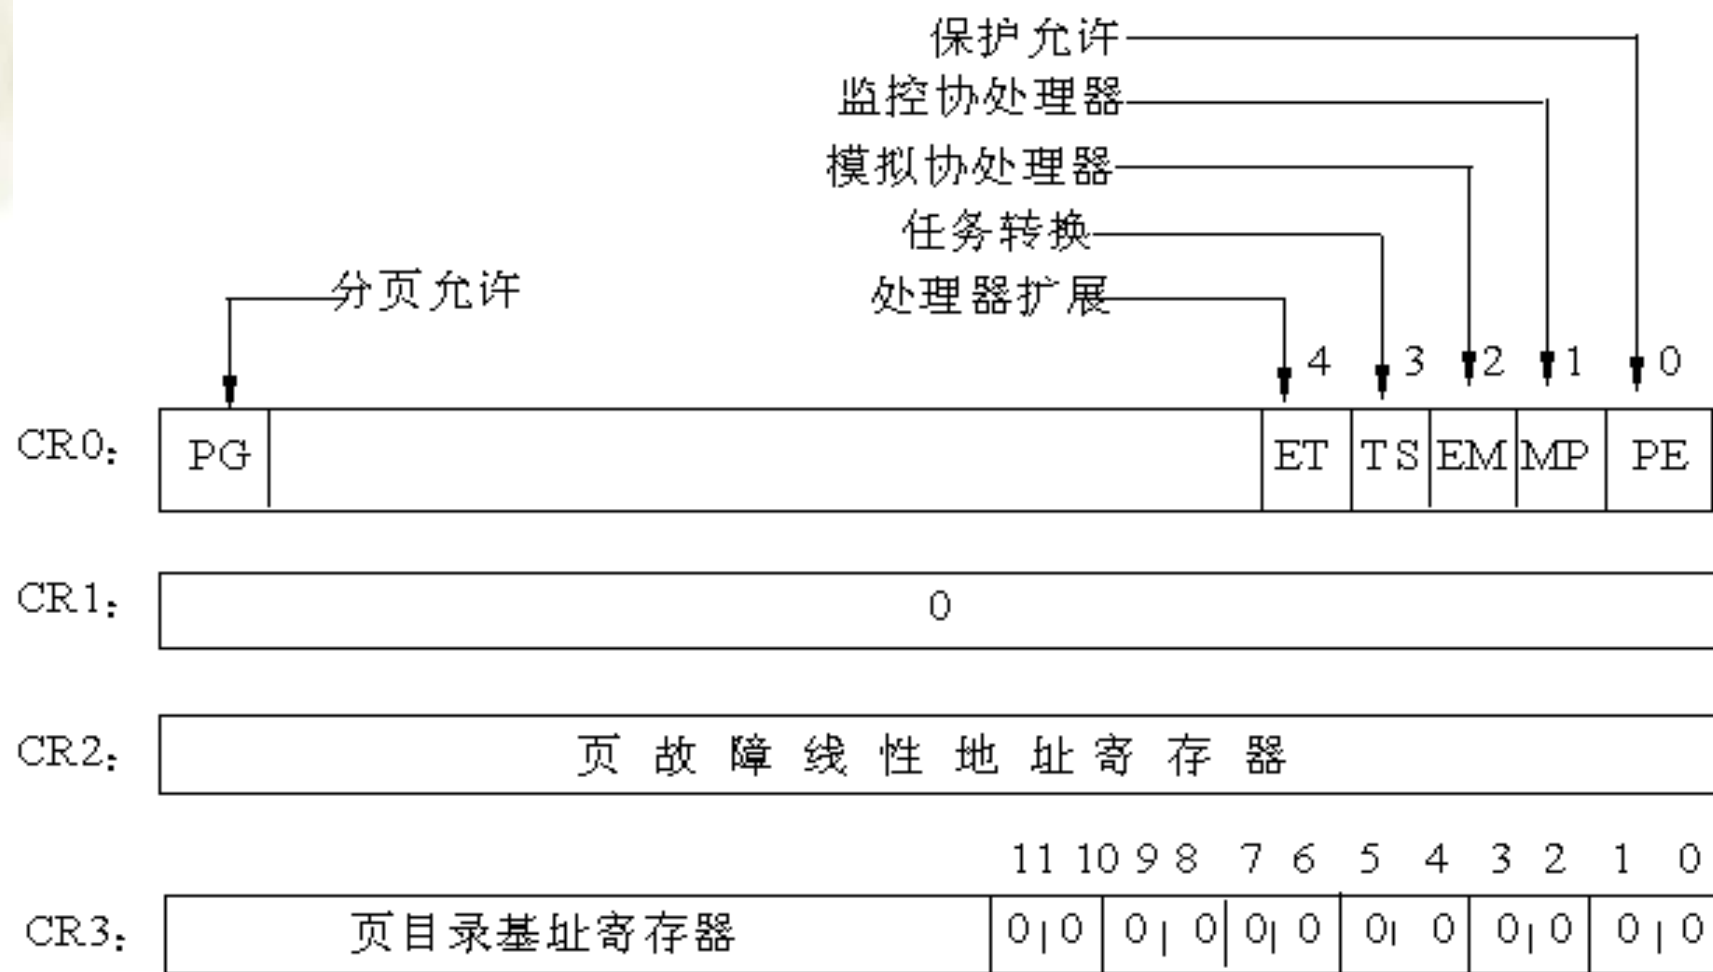 保护允许
监控协处理器
模拟协处理器
任务转换
分页允许 处理器扩展
4 3 2 1 0
CR0: PG ET TS EM MP PE
CR1: 0
CR2: 页故障线性地址寄存器
11 10 9 8 7 6 5 4 3 2 1 0
CR3: 页目录基址寄存器 0 0 0 0 0 0 0 0 0 0 0 0